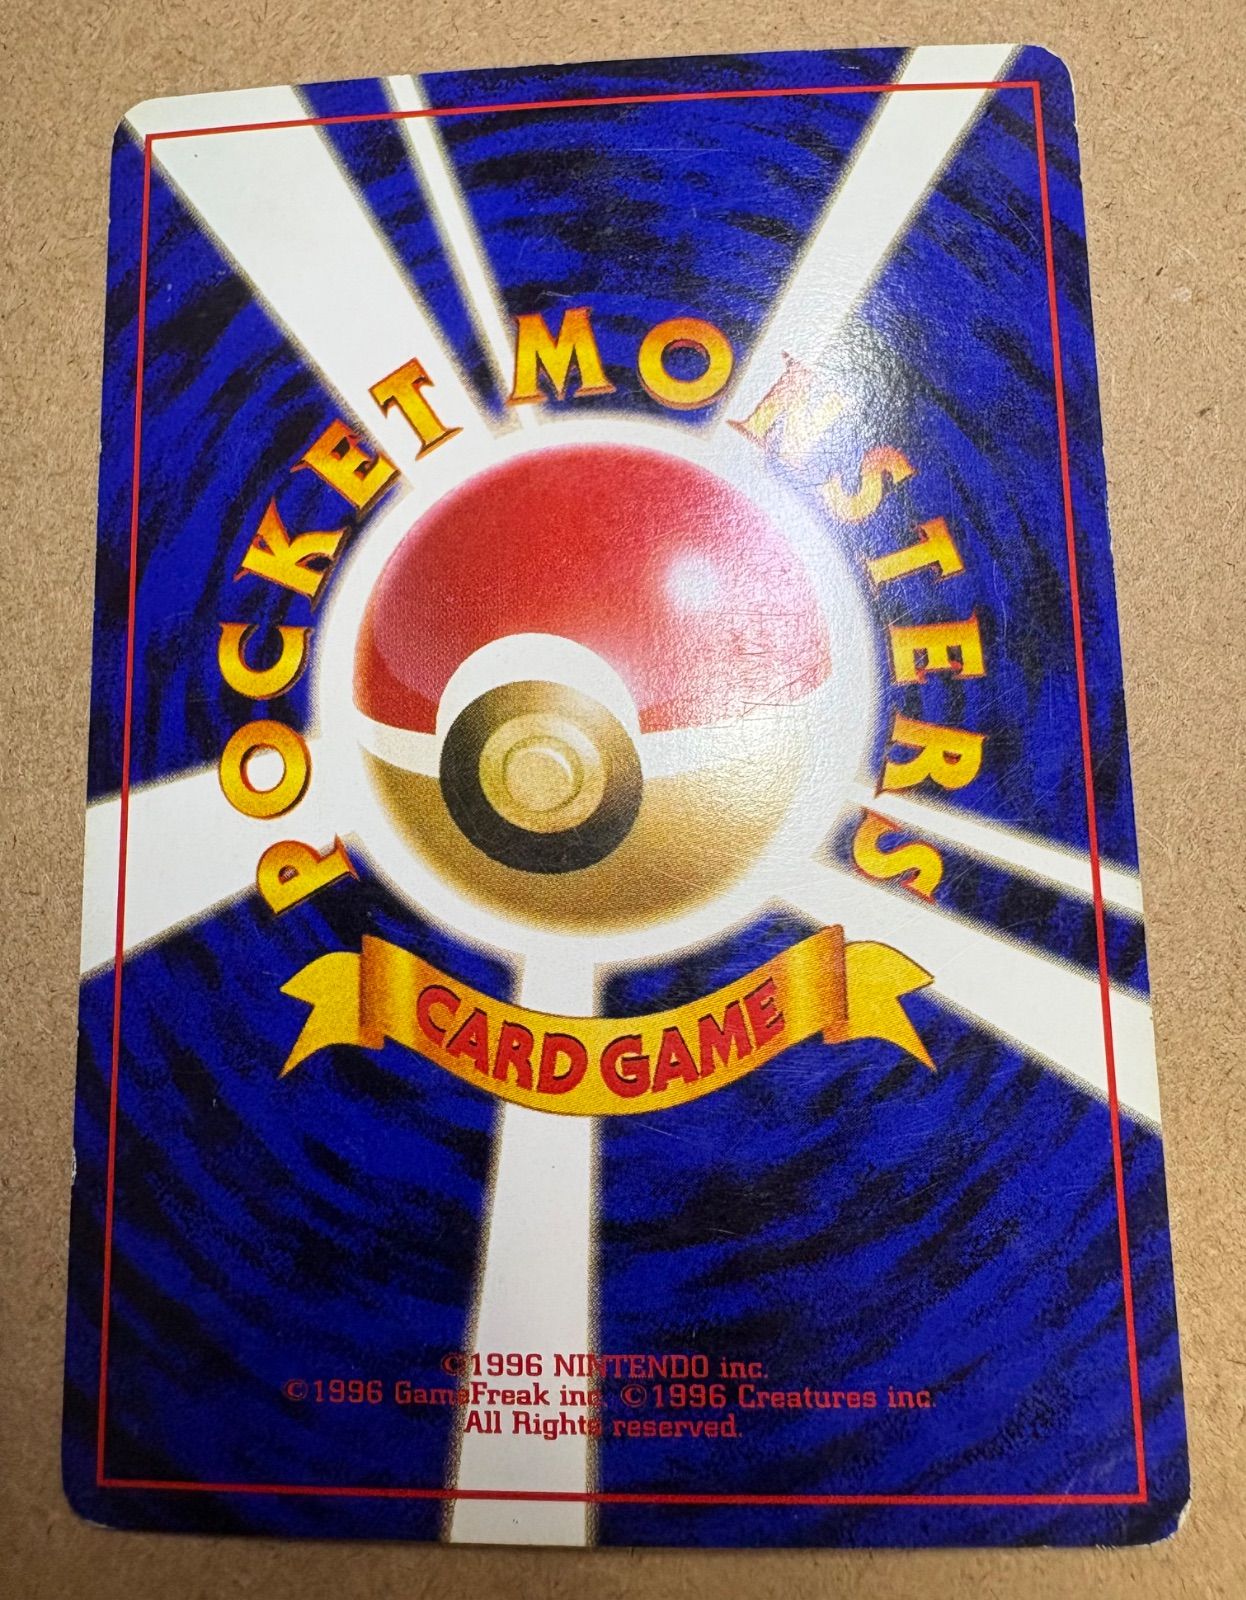 POCKET MONSTERS
CARD GAME
©1996 NINTENDO inc.
©1996 GameFreak inc. ©1996 Creatures inc.
All Rights reserved.